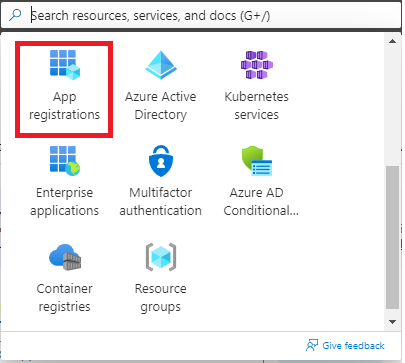 Search resources, services, and docs (G+/)
App
registrations
Azure Active
Directory
Kubernetes
services
Enterprise
applications
Multifactor
authentication
Azure AD
Conditional...
Container
registries
Resource
groups
Give feedback